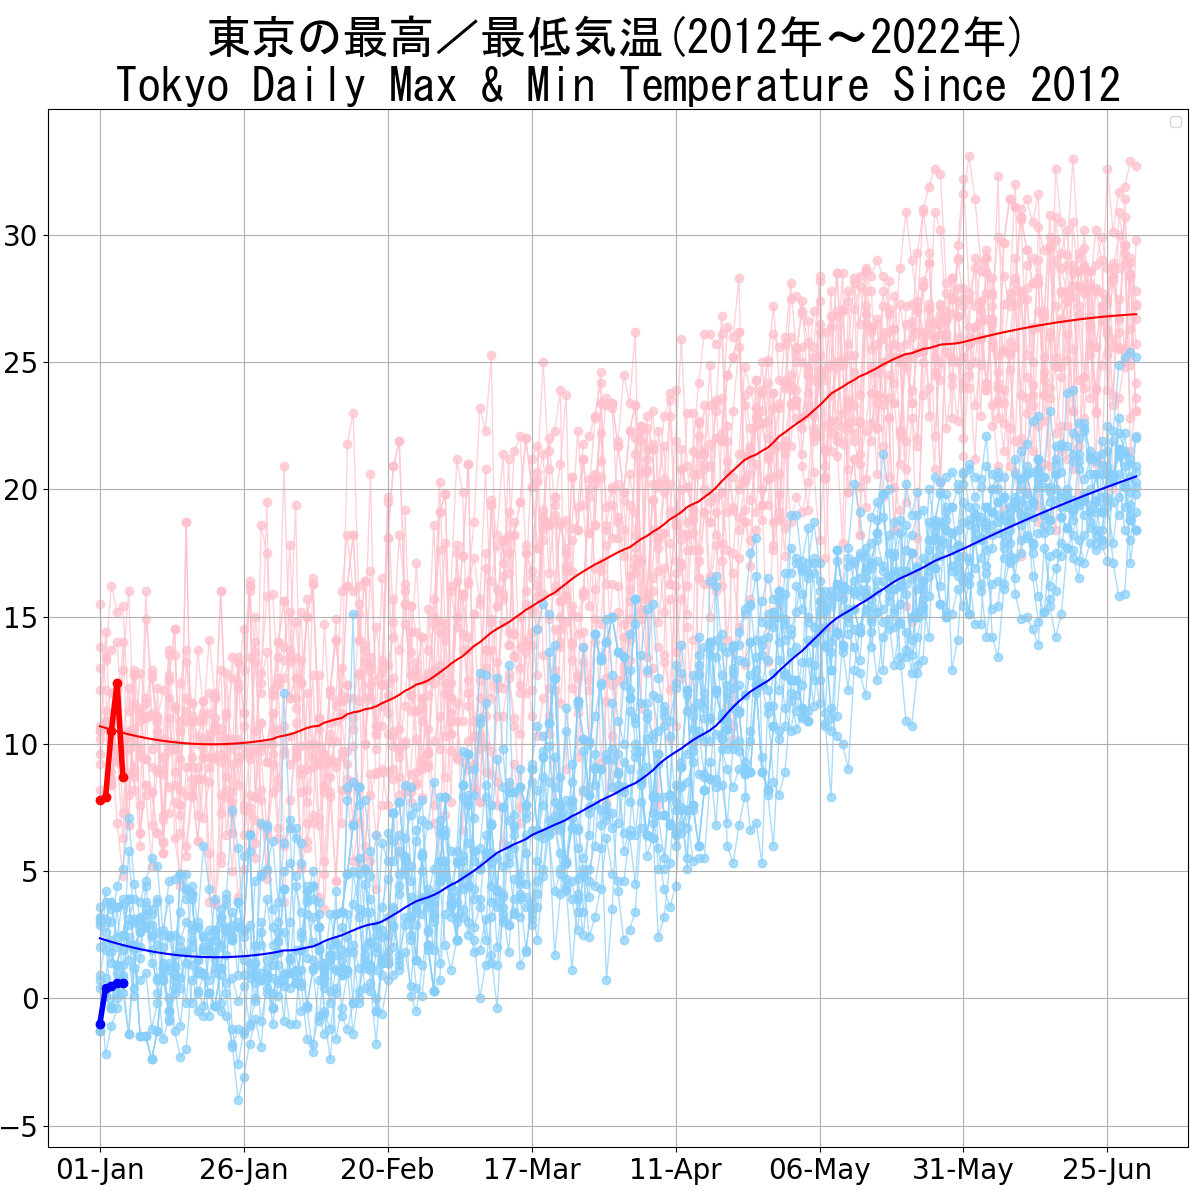 東京の最高／最低気温(2012年～2022年)
Tokyo Daily Max & Min Temperature Since 2012
30
25
20
15
10
5
0
−5
01-Jan 26-Jan 20-Feb 17-Mar 11-Apr 06-May 31-May 25-Jun